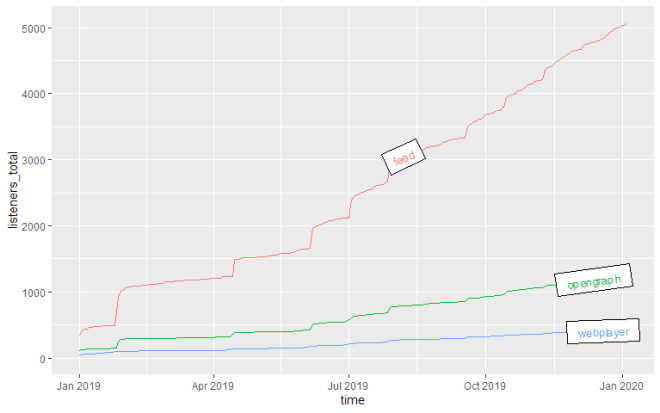 5000
4000
3000
2000
1000
0
listeners_total
feed
opengraph
webplayer
Jan 2019
Apr 2019
Jul 2019
Oct 2019
Jan 2020
time